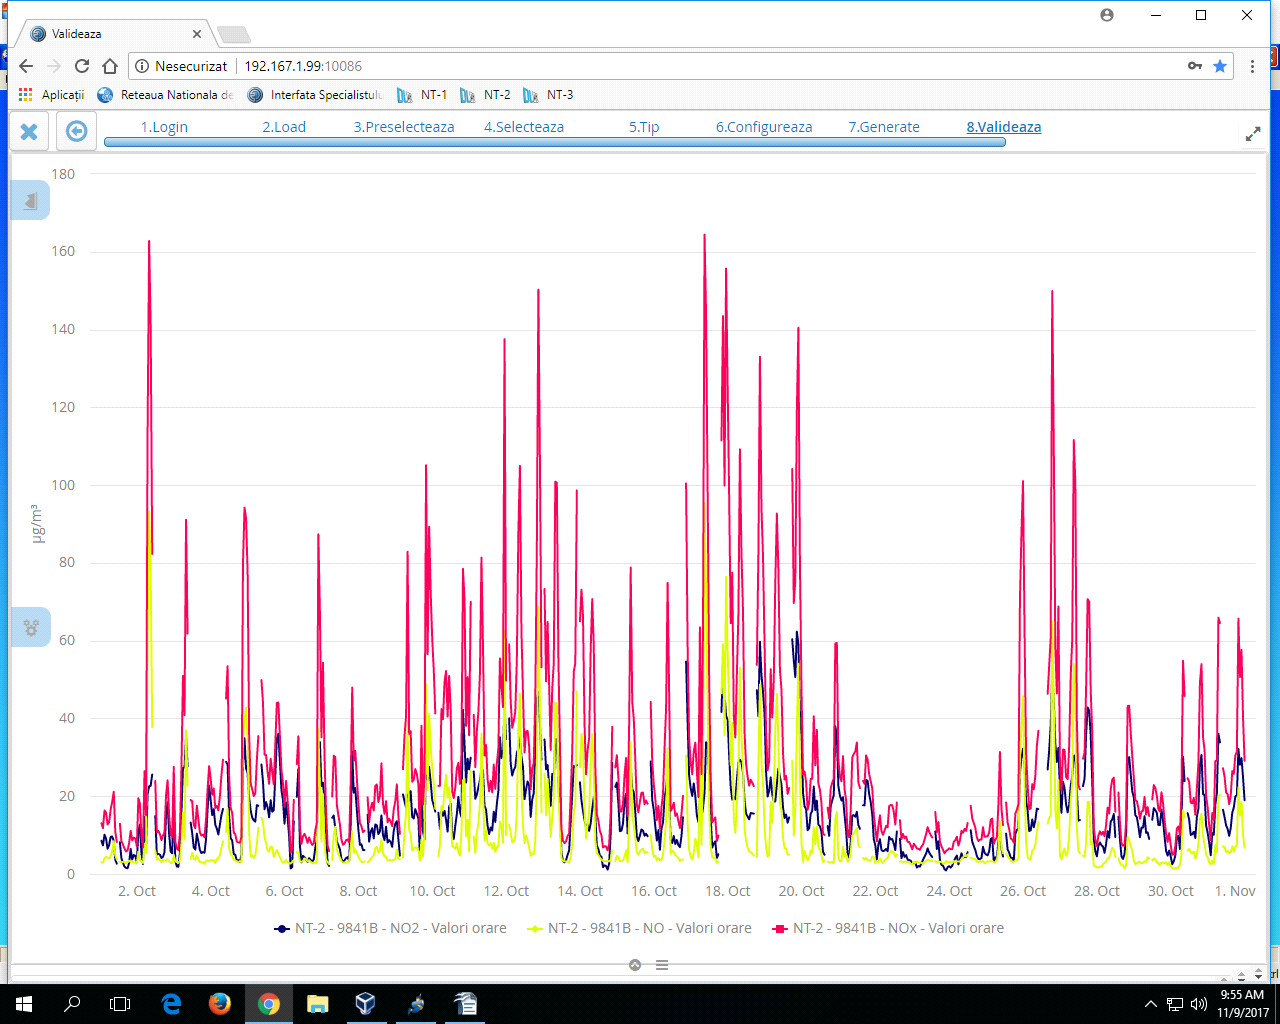 Valideaza
Nesecurizat 192.167.1.99:10086
Aplicații Reteaua Nationala de Interfata Specialistulu NT-1 NT-2 NT-3
1.Login 2.Load 3.Preselecteaza 4.Selecteaza 5.Tip 6.Configureaza 7.Generate 8.Valideaza
180
160
140
120
100
80
60
40
20
0
µg/m³
2. Oct 4. Oct 6. Oct 8. Oct 10. Oct 12. Oct 14. Oct 16. Oct 18. Oct 20. Oct 22. Oct 24. Oct 26. Oct 28. Oct 30. Oct 1. Nov
NT-2 - 9841B - NO2 - Valori orare NT-2 - 9841B - NO - Valori orare NT-2 - 9841B - NOx - Valori orare
9:55 AM
11/9/2017